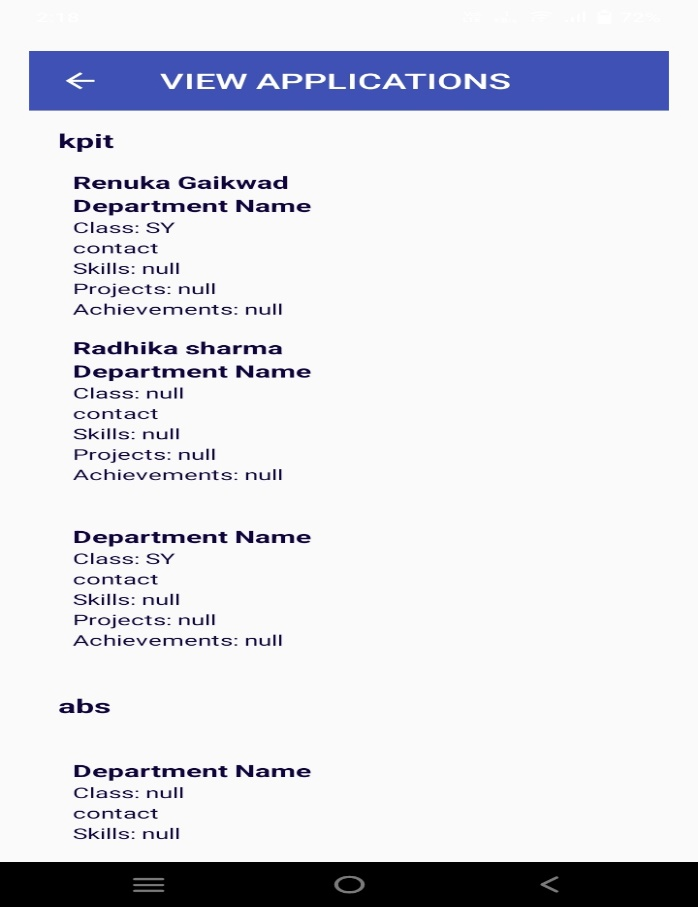 2:18
72%
VIEW APPLICATIONS
kpit
Renuka Gaikwad
Department Name
Class: SY
contact
Skills: null
Projects: null
Achievements: null
Radhika sharma
Department Name
Class: null
contact
Skills: null
Projects: null
Achievements: null
Department Name
Class: SY
contact
Skills: null
Projects: null
Achievements: null
abs
Department Name
Class: null
contact
Skills: null